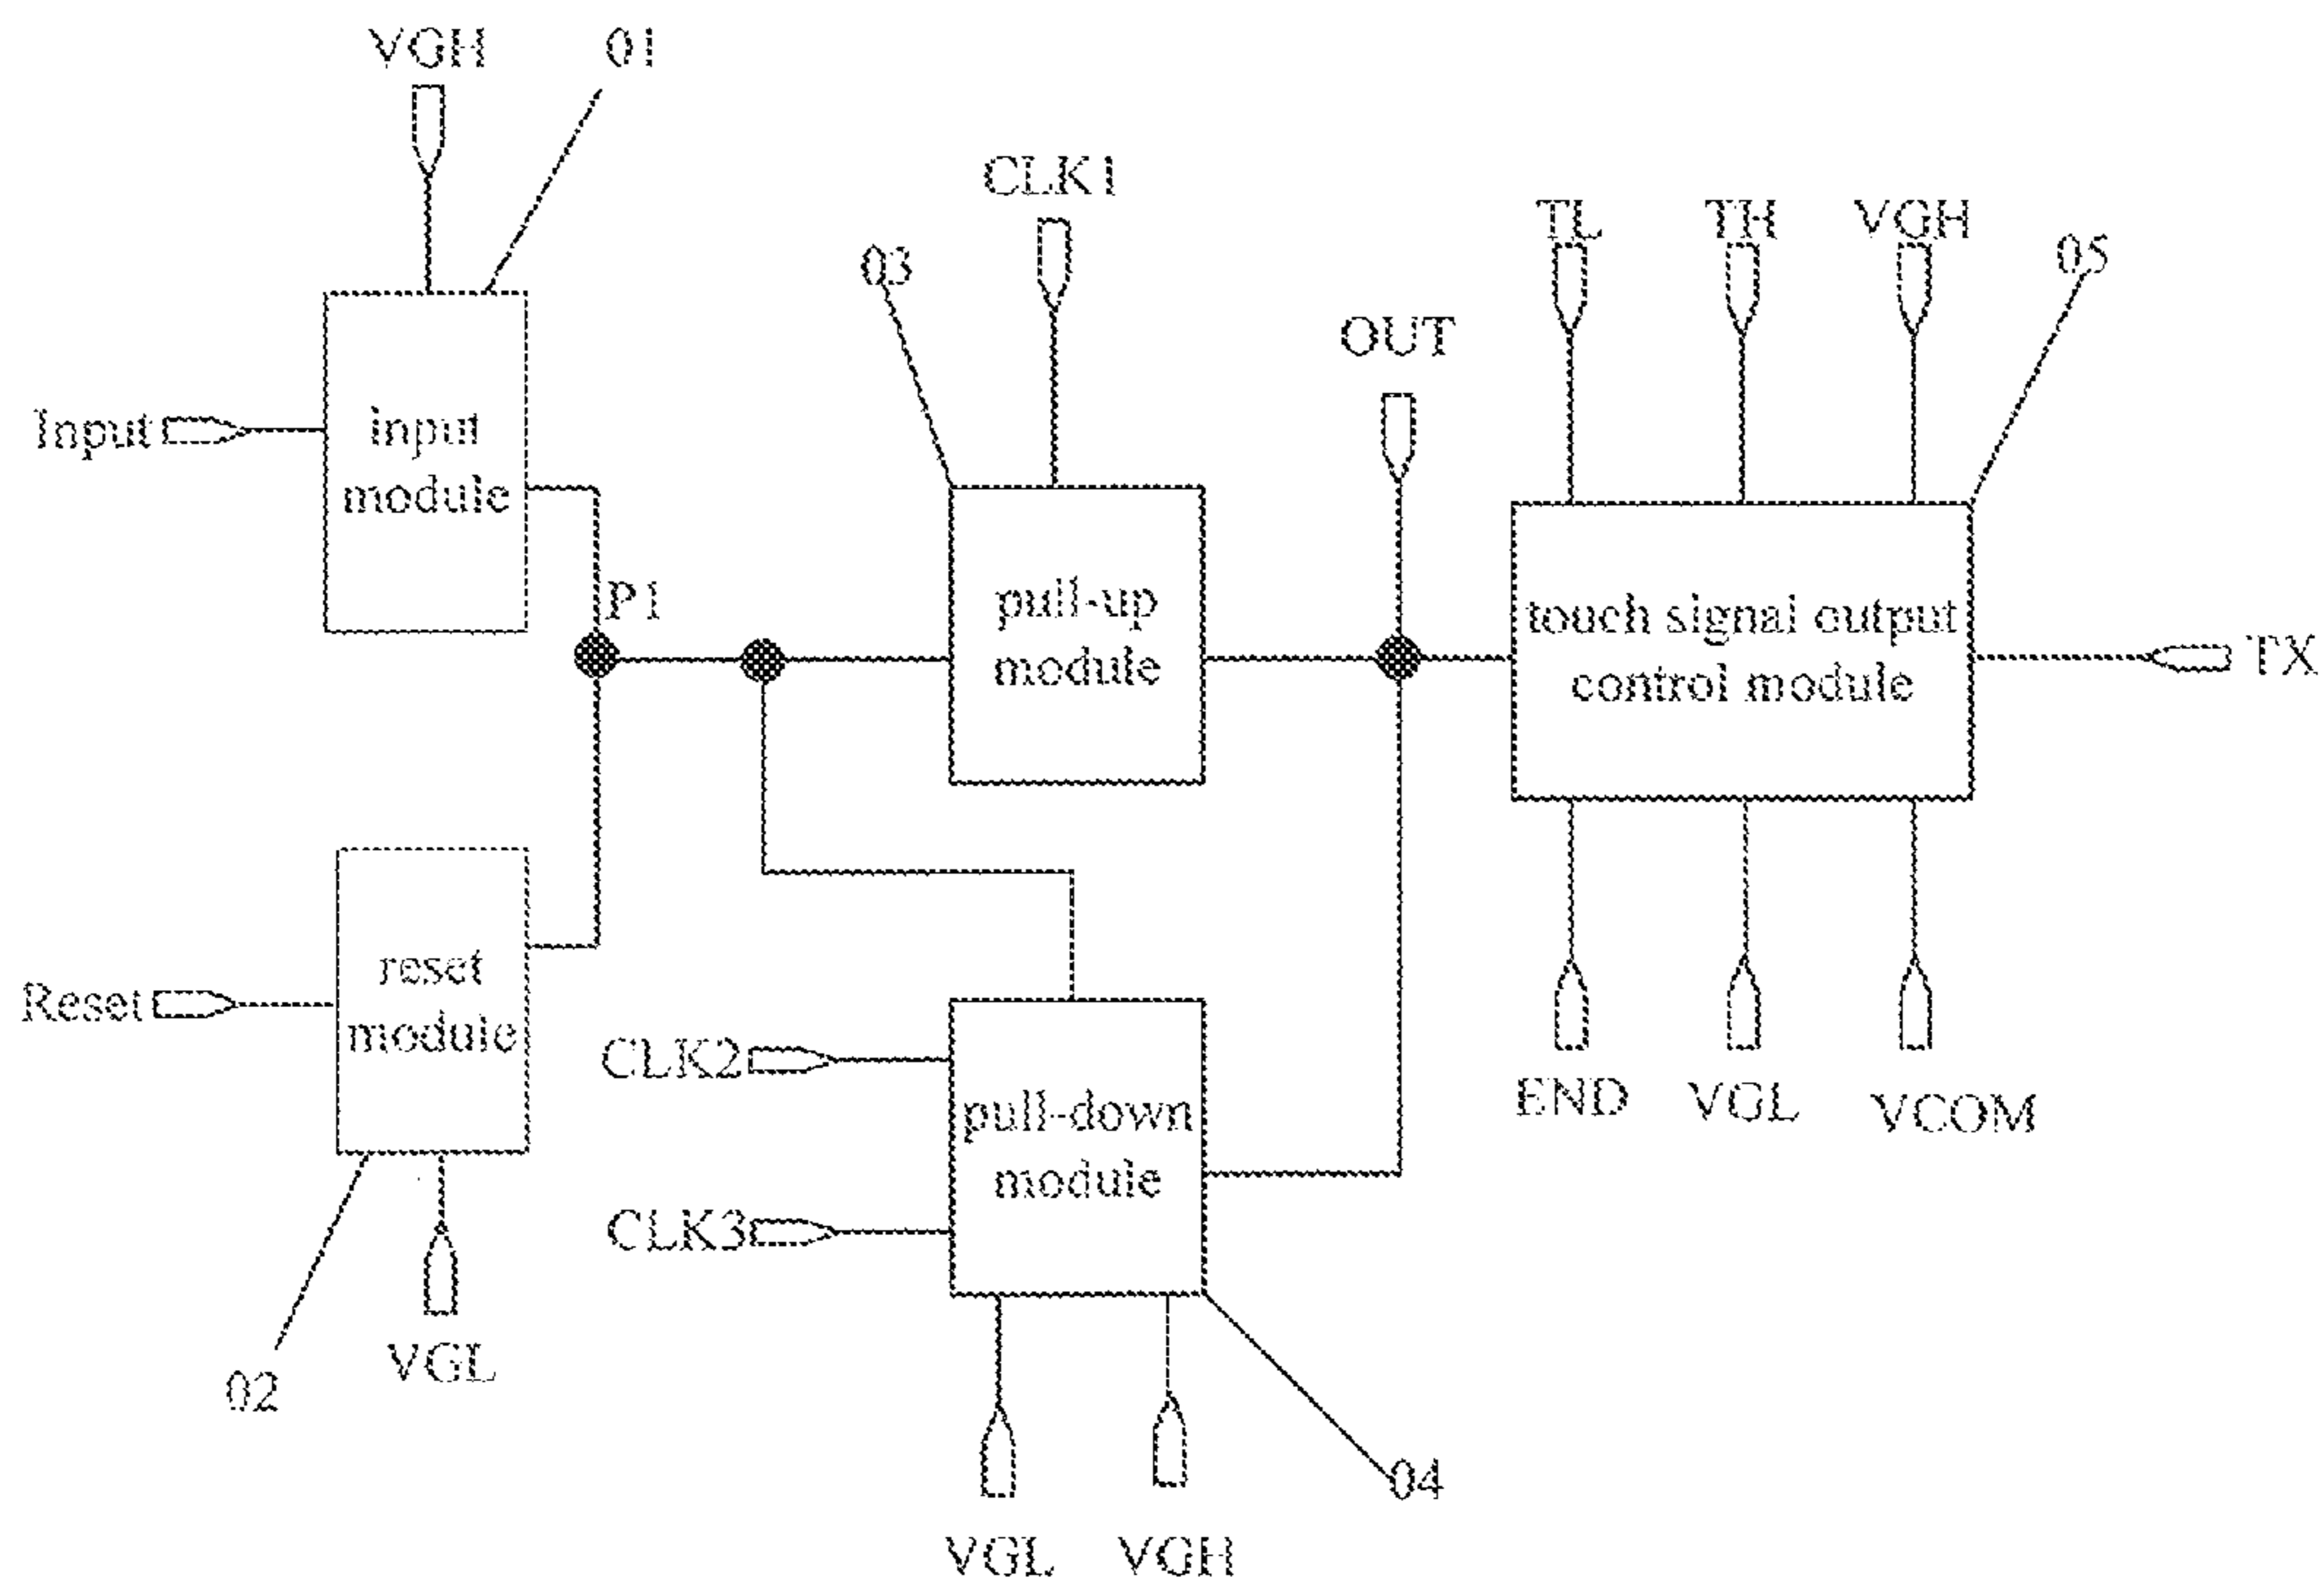 VGH
01
CLK1
TL
TH
VGH
03
05
OUT
Input
input
module
P1
pull-up
module
touch signal output
control module
TX
reset
module
Reset
CLK2
pull-down
module
END
VGL
VCOM
CLK3
VGL
02
04
VGL
VGH